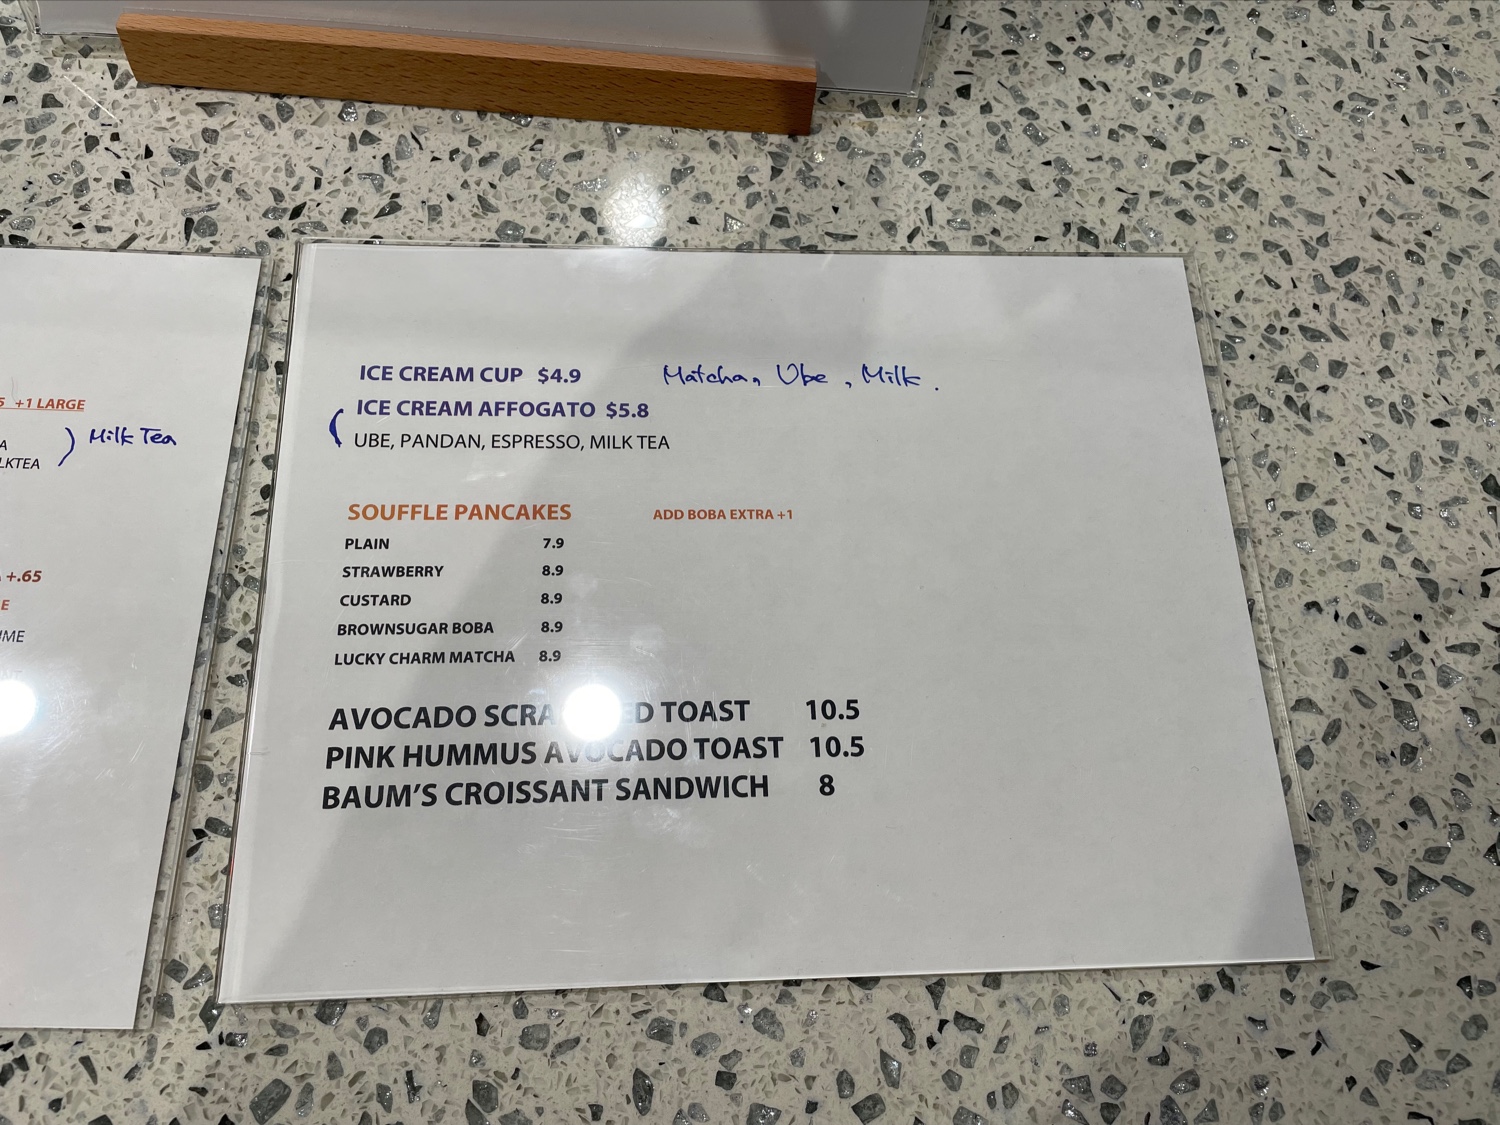 +1 LARGE
A
LKTEA
Milk Tea
+.65
E
ICE CREAM CUP $4.9 Matcha, Ube, Milk.
ICE CREAM AFFOGATO $5.8
UBE, PANDAN, ESPRESSO, MILK TEA
SOUFFLE PANCAKES ADD BOBA EXTRA +1
PLAIN 7.9
STRAWBERRY 8.9
CUSTARD 8.9
BROWNSUGAR BOBA 8.9
LUCKY CHARM MATCHA 8.9
AVOCADO TOAST 10.5
PINK HUMMUS AVOCADO TOAST 10.5
BAUM'S CROISSANT SANDWICH 8